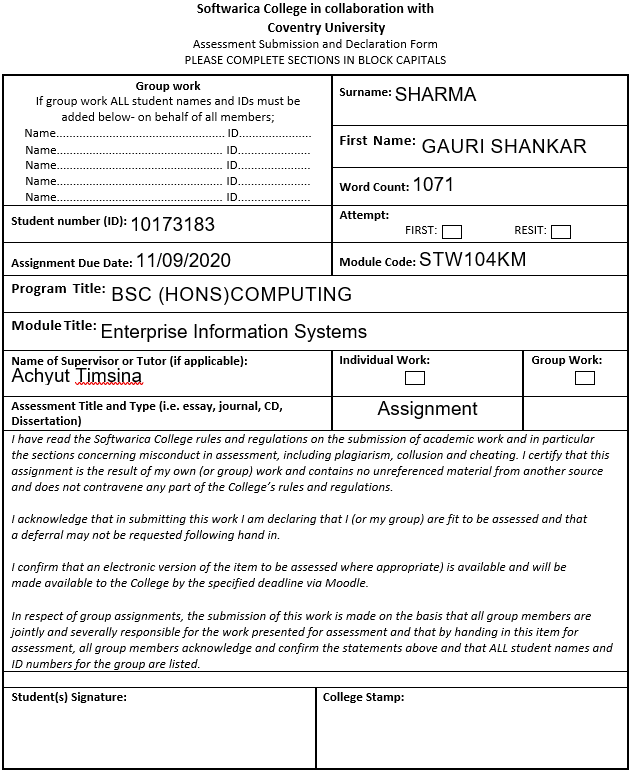 Softwarica College in collaboration with
Coventry University
Assessment Submission and Declaration Form
PLEASE COMPLETE SECTIONS IN BLOCK CAPITALS
Group work
If group work ALL student names and IDs must be
added below- on behalf of all members;
Name.................................................... ID.......................
Name.................................................... ID.......................
Name.................................................... ID.......................
Name.................................................... ID.......................
Name.................................................... ID.......................
Surname: SHARMA
First Name: GAURI SHANKAR
Word Count: 1071
Student number (ID): 10173183
Attempt:
FIRST: RESIT:
Assignment Due Date: 11/09/2020
Module Code: STW104KM
Program Title: BSC (HONS)COMPUTING
Module Title: Enterprise Information Systems
Name of Supervisor or Tutor (if applicable):
Achyut Timsina
Individual Work:
Group Work:
Assessment Title and Type (i.e. essay, journal, CD,
Dissertation)
Assignment
I have read the Softwarica College rules and regulations on the submission of academic work and in particular
the sections concerning misconduct in assessment, including plagiarism, collusion and cheating. I certify that this
assignment is the result of my own (or group) work and contains no unreferenced material from another source
and does not contravene any part of the College's rules and regulations.
I acknowledge that in submitting this work I am declaring that I (or my group) are fit to be assessed and that
a deferral may not be requested following hand in.
I confirm that an electronic version of the item to be assessed where appropriate) is available and will be
made available to the College by the specified deadline via Moodle.
In respect of group assignments, the submission of this work is made on the basis that all group members are
jointly and severally responsible for the work presented for assessment and that by handing in this item for
assessment, all group members acknowledge and confirm the statements above and that ALL student names and
ID numbers for the group are listed.
Student(s) Signature:
College Stamp: